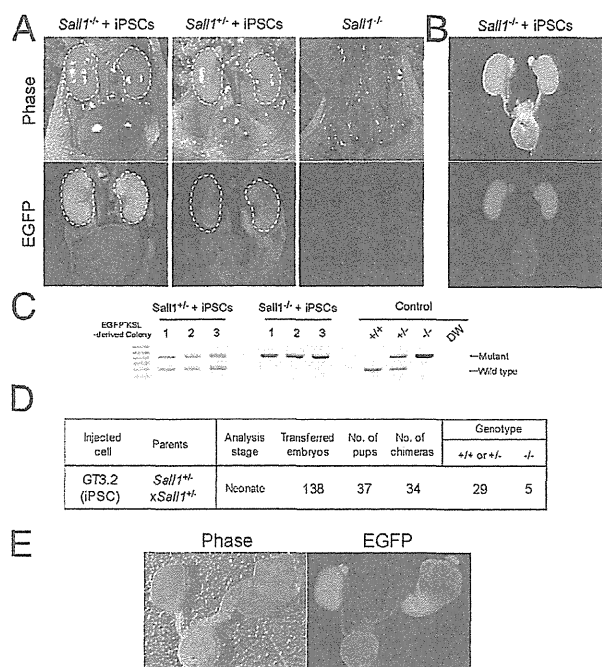 A
Sall1-/- + iPSCs
Sall1+/- + iPSCs
Sall1-/-
B
Sall1-/- + iPSCs
Phase
EGFP
C
Sall1+/- + iPSCs
Sall1-/- + iPSCs
Control
EGFP-KSL
-derived Colony
1 2 3
1 2 3
+/+ +/- -/- DW
←Mutant
←Wild type
D
Injected cell
Parents
Analysis stage
Transferred embryos
No. of pups
No. of chimeras
Genotype
+/+ or +/-
-/-
GT3.2 (iPSC)
Sall1+/- xSall1+/-
Neonate
138
37
34
29
5
E
Phase
EGFP